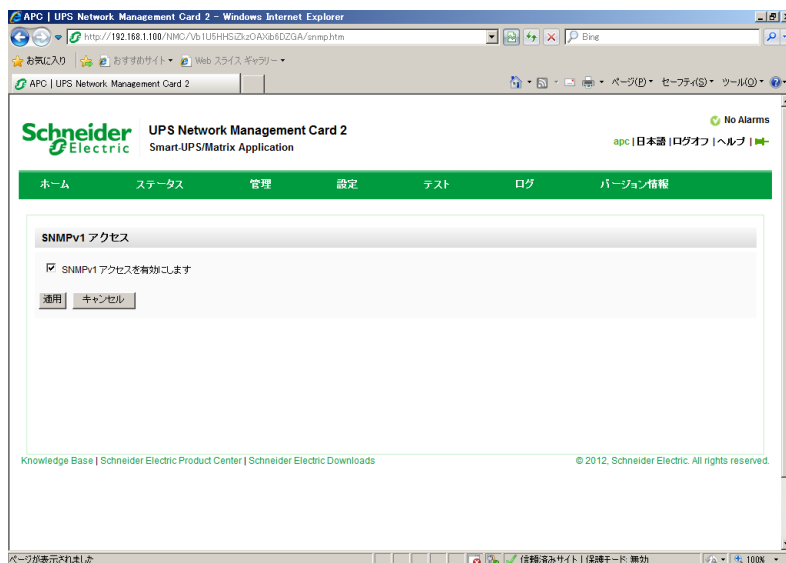 APC | UPS Network Management Card 2 - Windows Internet Explorer
http://192.168.1.100/NMC/Vb1U5HHSiZkzOAXb6DZGA/snmp.htm
Bing
お気に入り おすすめサイト Web スライス ギャラリー
APC | UPS Network Management Card 2
ページ(P) セーフティ(S) ツール(O)
Schneider Electric
UPS Network Management Card 2
Smart-UPS/Matrix Application
No Alarms
apc | 日本語 | ログオフ | ヘルプ |
ホーム ステータス 管理 設定 テスト ログ バージョン情報
SNMPv1 アクセス
SNMPv1 アクセスを有効にします
適用 キャンセル
Knowledge Base | Schneider Electric Product Center | Schneider Electric Downloads
© 2012, Schneider Electric. All rights reserved.
ページが表示されました
信頼済みサイト | 保護モード: 無効
100%